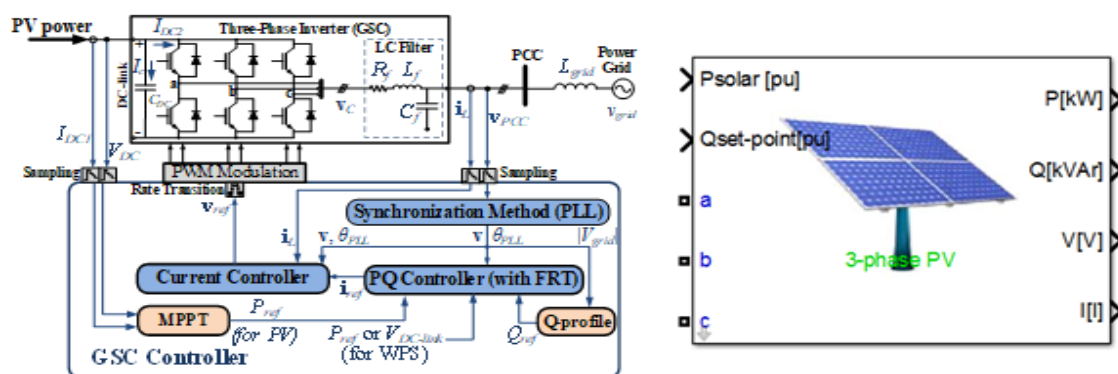 PV power
I_DC2
Three-Phase Inverter (GSC)
LC Filter
R_f L_f
PCC
Power
Grid
L_grid
DC-link
I_c
C_DC
a
b
c
v_C
C_f
i_L
v_PCC
v_grid
I_DC1
V_DC
Sampling
PWM Modulation
Sampling
Rate Transition
v_ref
Synchronization Method (PLL)
i_L
v, θ_PLL
v
θ_PLL
|V_grid|
Current Controller
i_ref
PQ Controller (with FRT)
MPPT
P_ref
(for PV)
P_ref or V_DC-link
(for WPS)
Q_ref
Q-profile
GSC Controller
Psolar [pu]
Qset-point[pu]
a
b
c
3-phase PV
P[kW]
Q[kVAr]
V[V]
I[I]